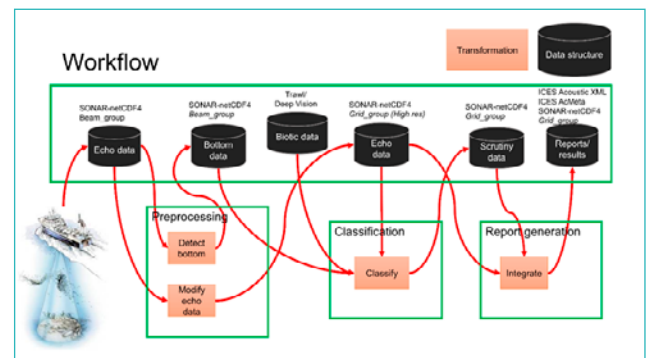 Workflow
Transformation
Data structure
SONAR-netCDF4
Beam_group
Echo data
SONAR-netCDF4
Beam_group
Bottom
data
Trawl/
Deep Vision
Biotic data
SONAR-netCDF4
Grid_group (High res)
Echo
data
SONAR-netCDF4
Grid_group
Scrutiny
data
ICES Acoustic XML
ICES AcMeta
SONAR-netCDF4
Grid_group
Reports/
results
Preprocessing
Detect
bottom
Modify
echo
data
Classification
Classify
Report generation
Integrate